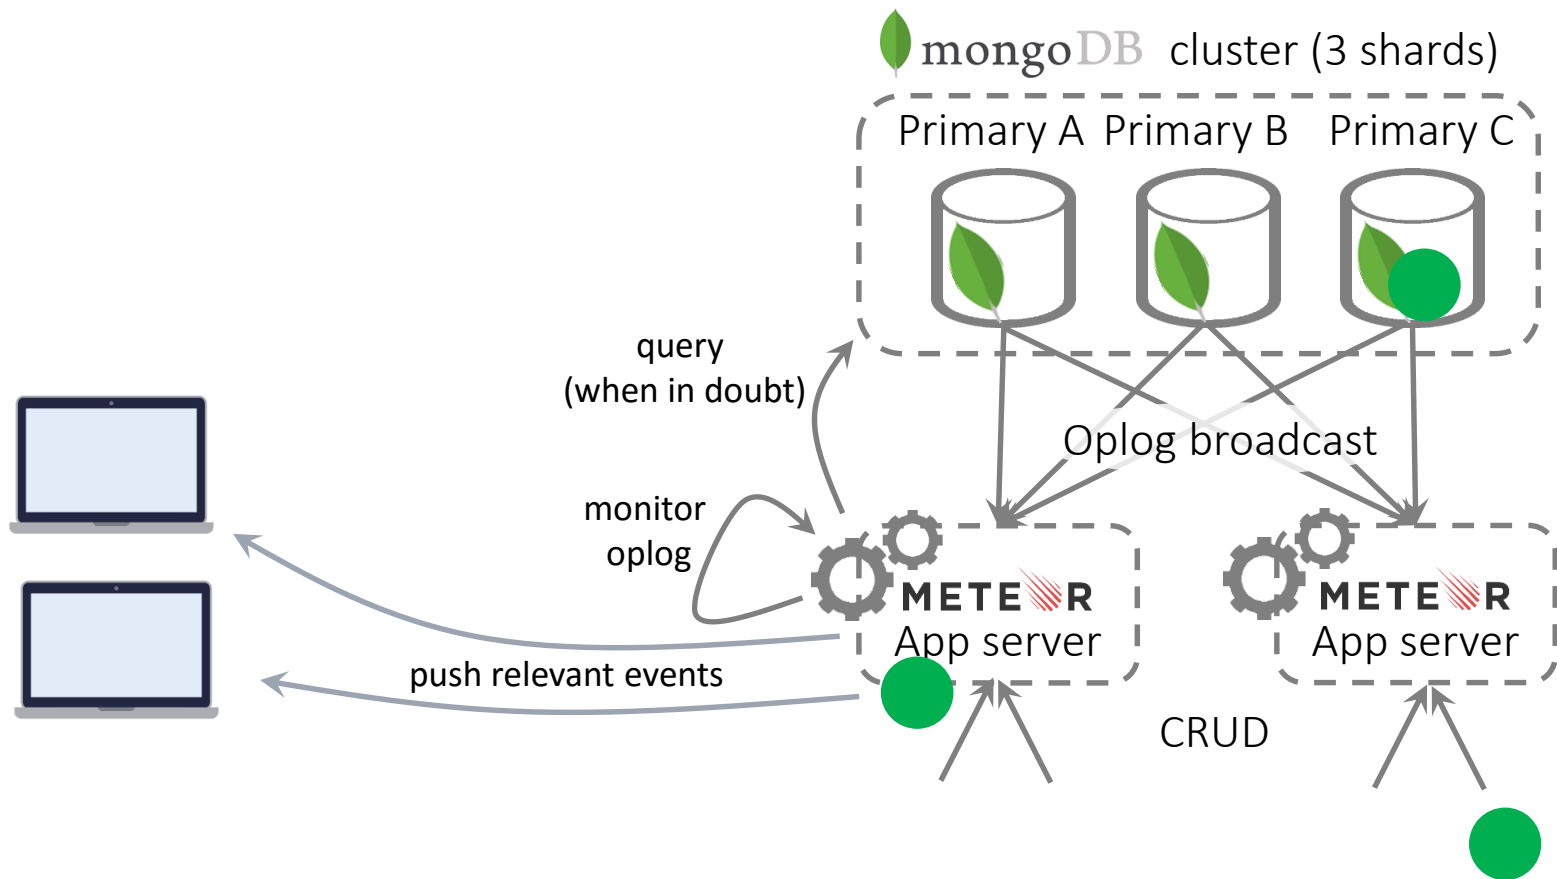 mongoDB cluster (3 shards)
Primary A Primary B Primary C
query
(when in doubt)
Oplog broadcast
monitor
oplog
METEOR METEOR
App server App server
push relevant events
CRUD